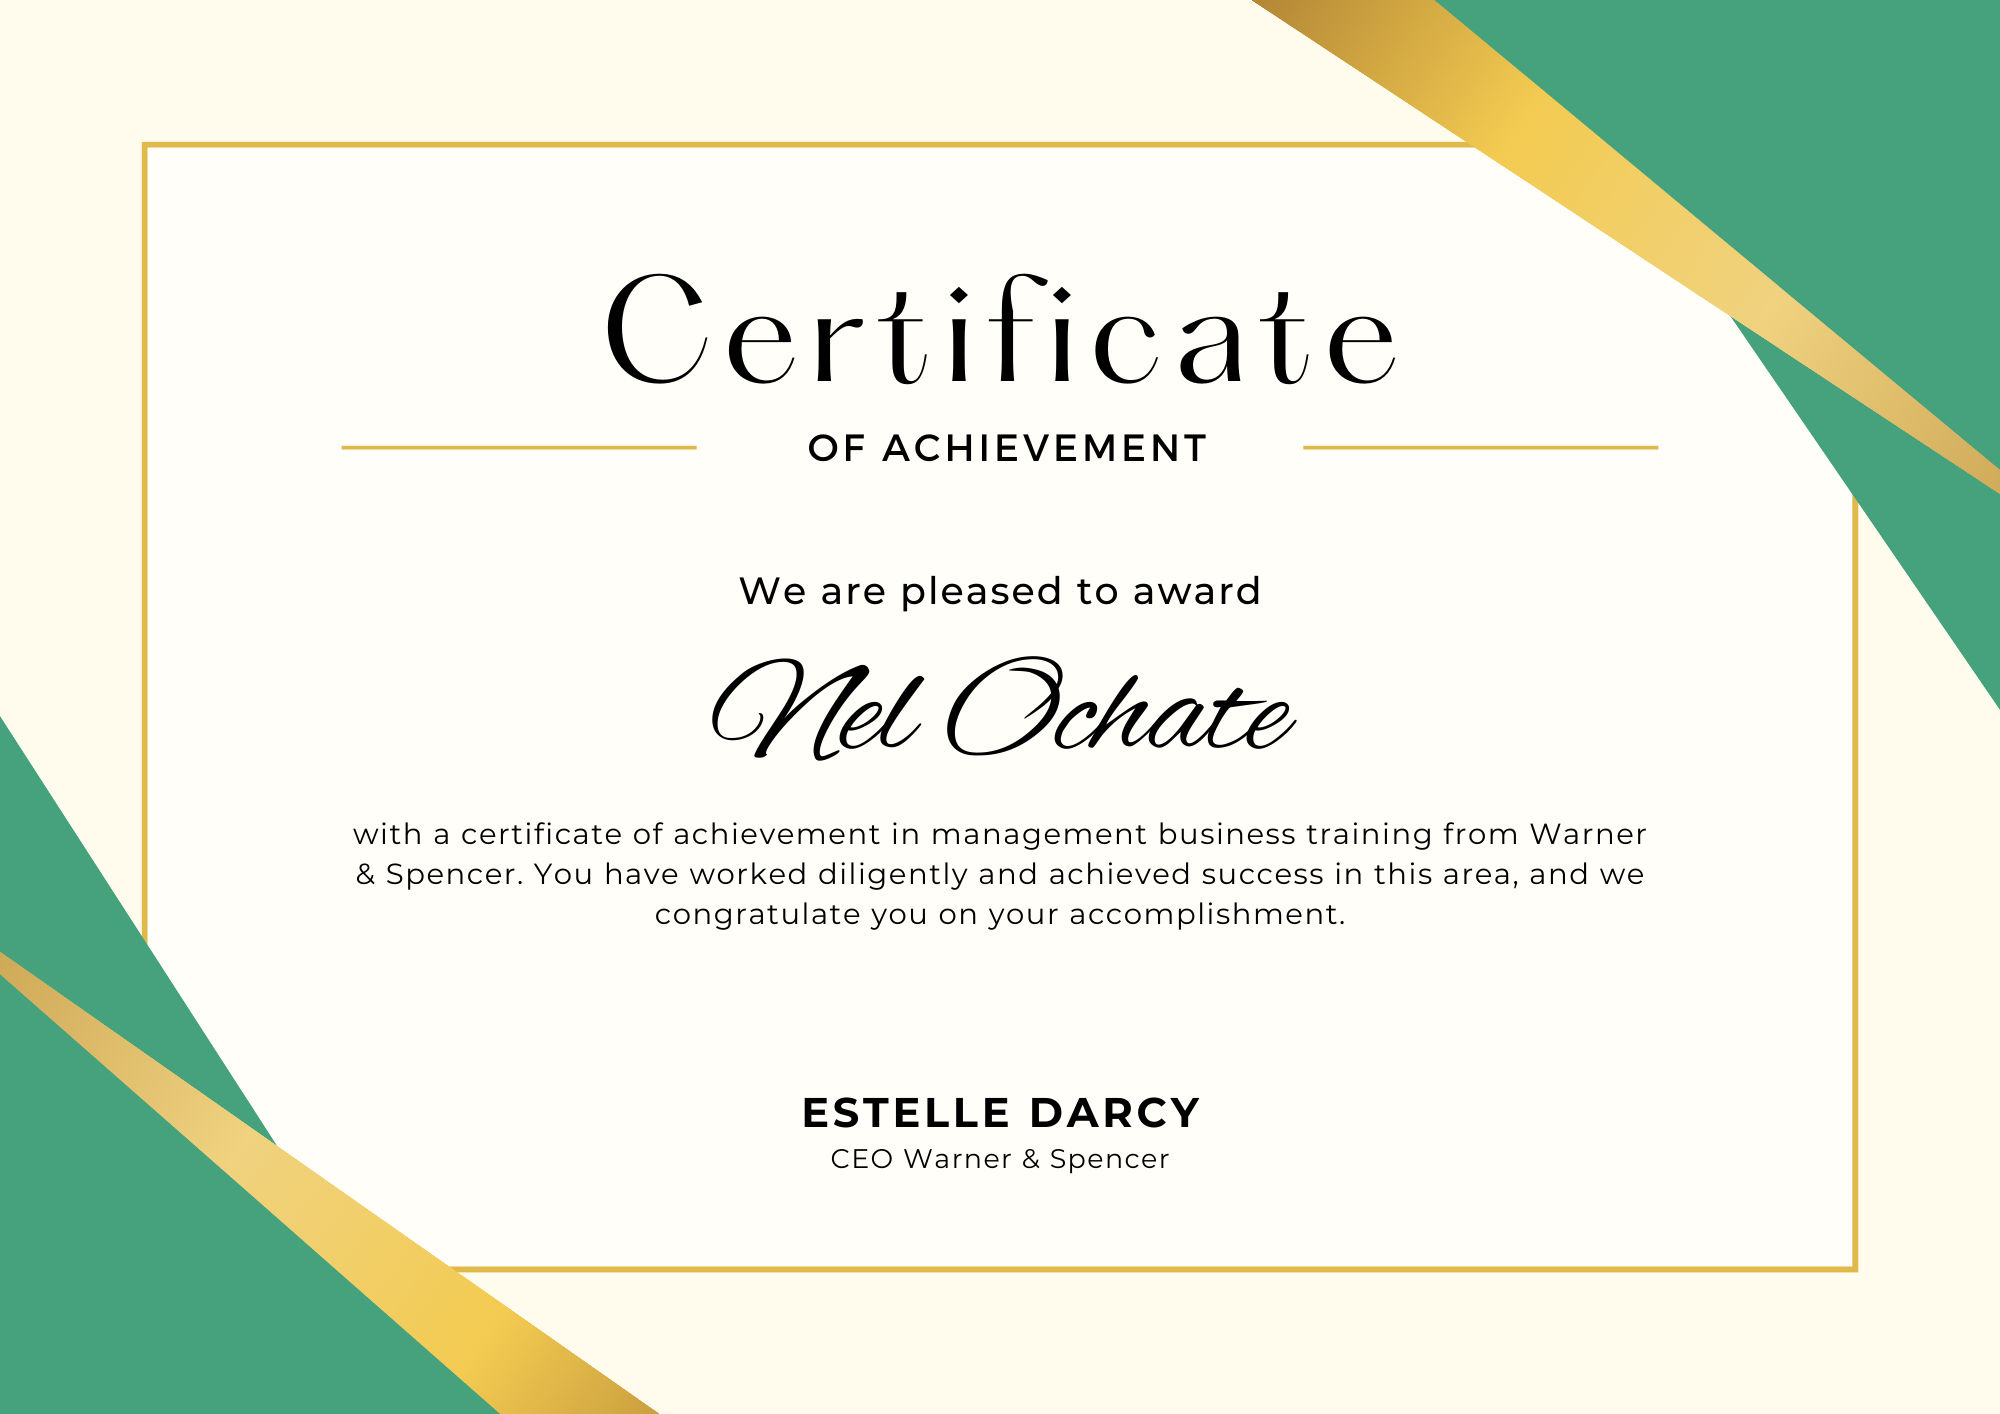 Certificate
OF ACHIEVEMENT
We are pleased to award
Nel Ochate
with a certificate of achievement in management business training from Warner
& Spencer. You have worked diligently and achieved success in this area, and we
congratulate you on your accomplishment.
ESTELLE DARCY
CEO Warner & Spencer